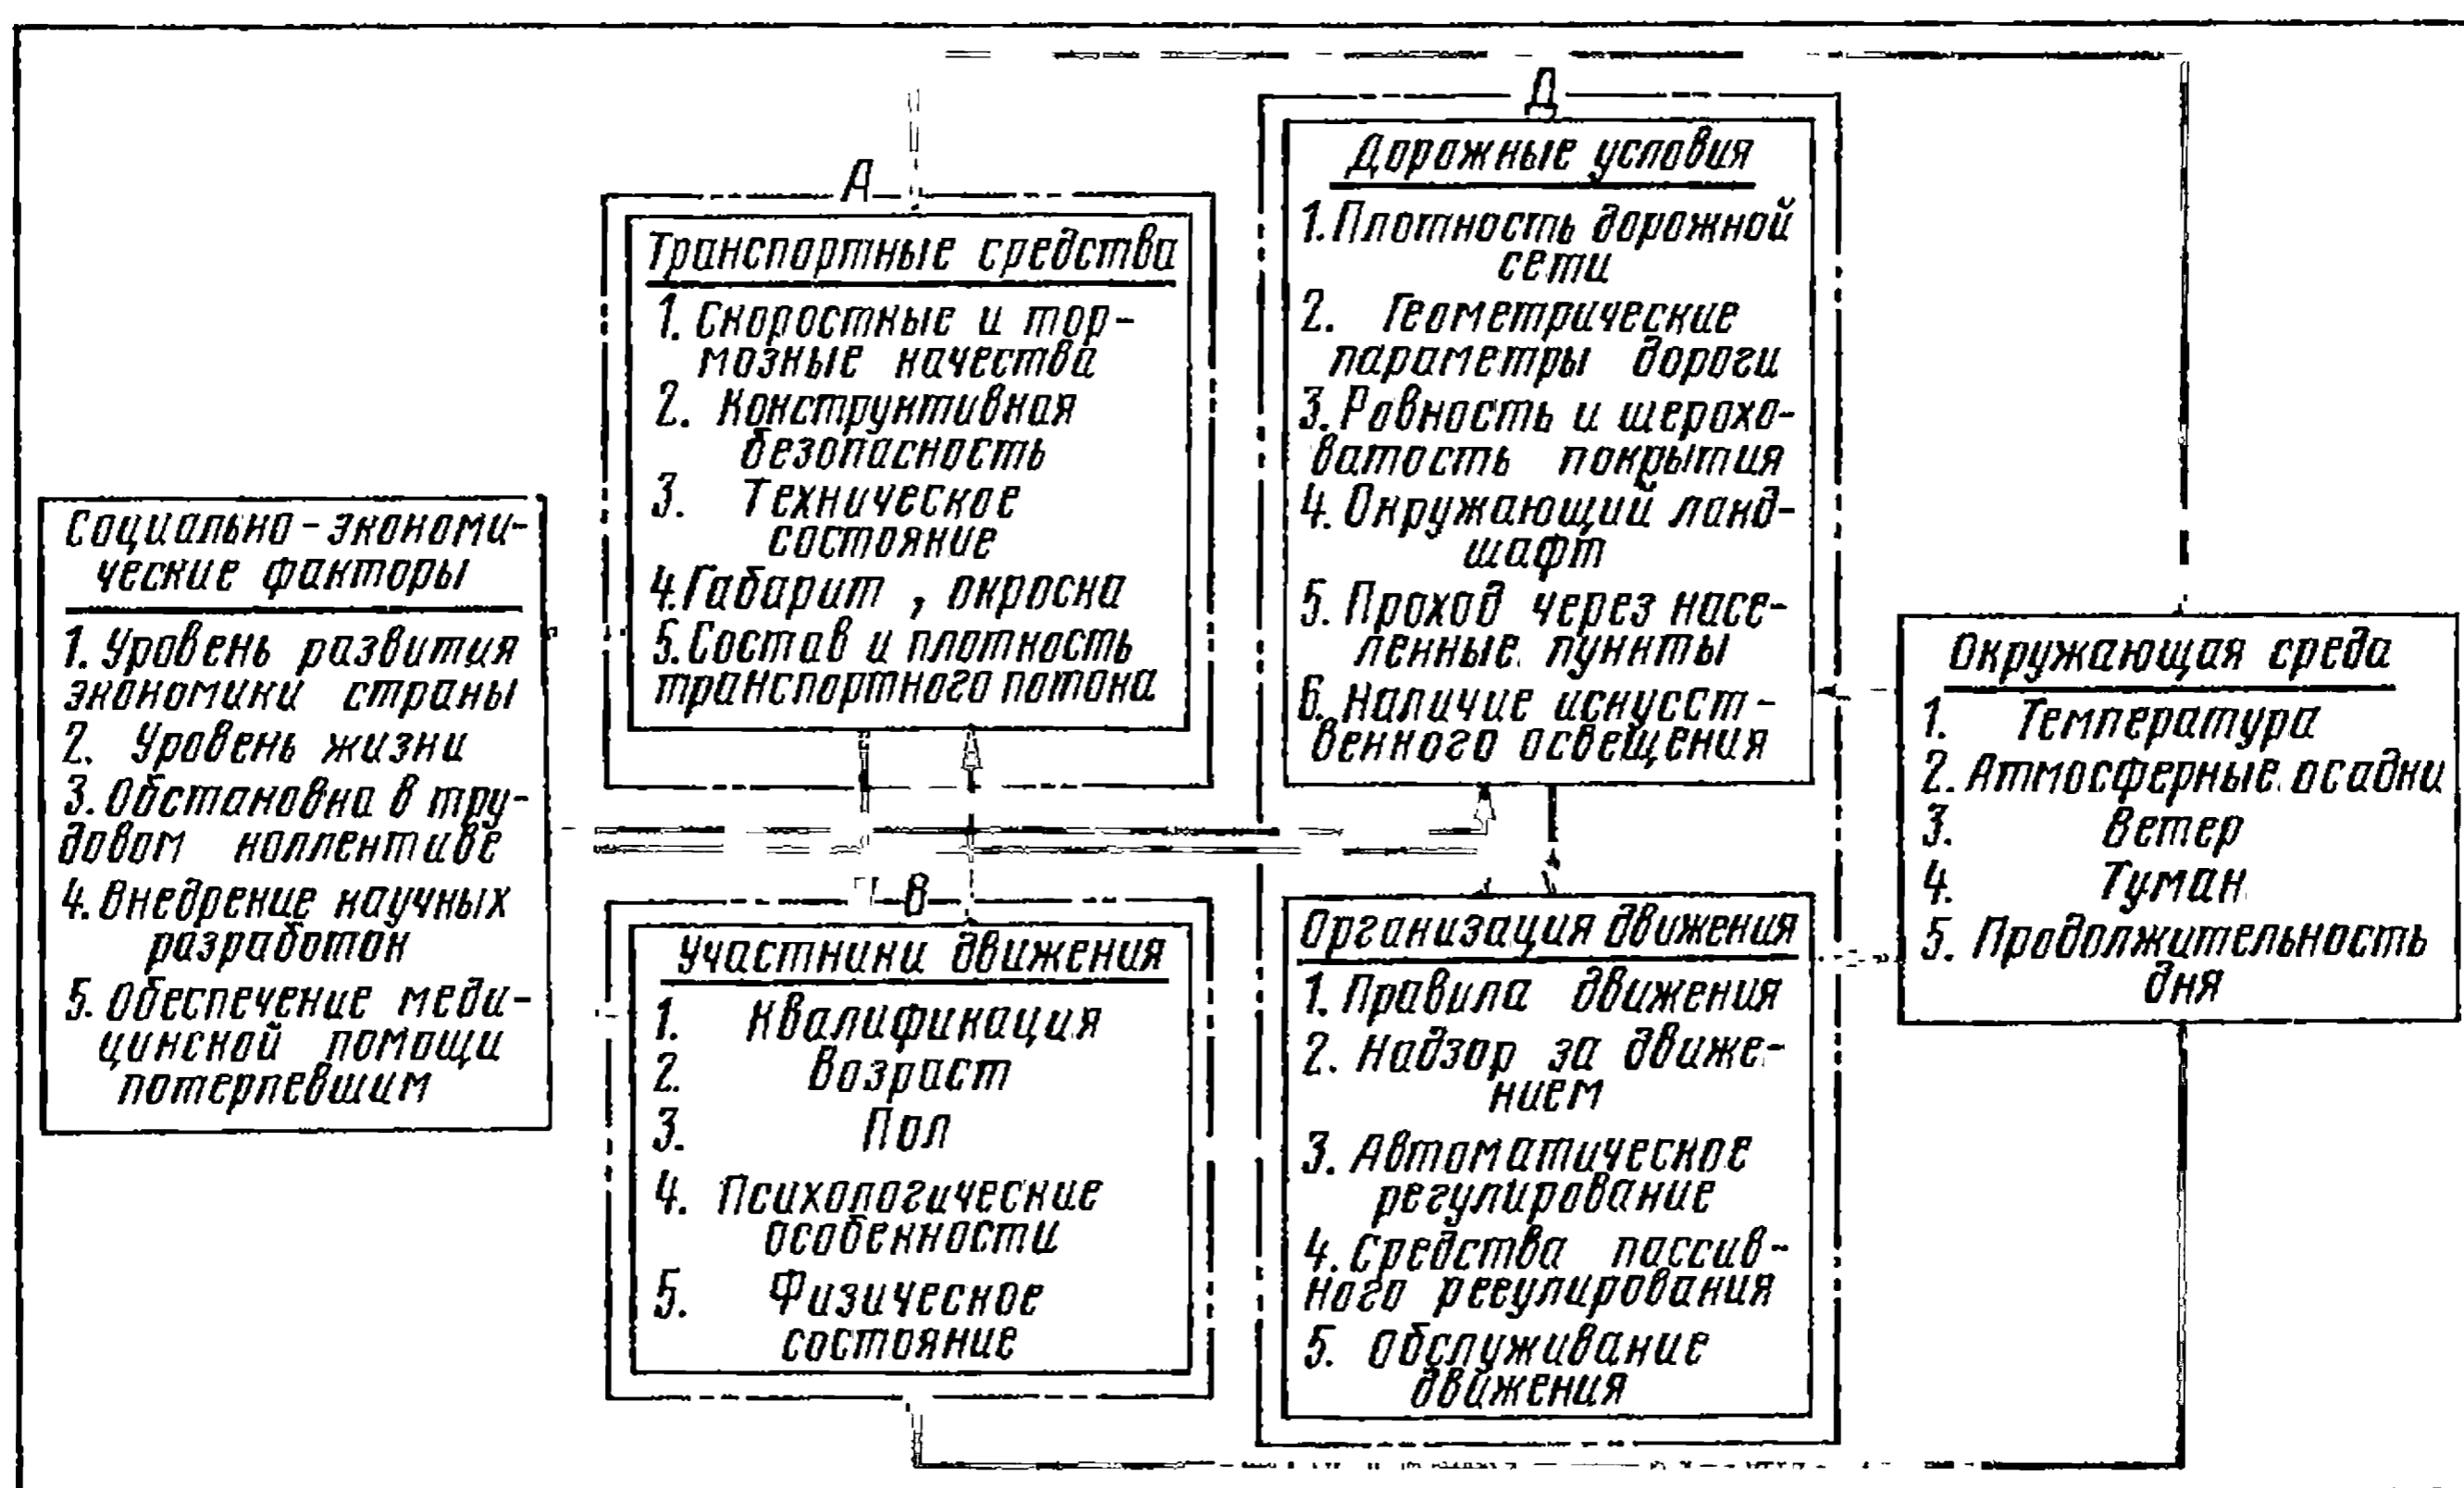 Социально-экономи-
ческие факторы
1. Уровень развития
экономики страны
2. Уровень жизни
3. Обстановка в тру-
довом коллективе
4. Внедрение научных
разработок
5. Обеспечение меди-
цинской помощи
потерпевшим
А
Транспортные средства
1. Скоростные и тор-
мозные качества
2. Конструктивная
безопасность
3. Техническое
состояние
4. Габарит, окроска
5. Состав и плотность
транспортного потока
В
Участники движения
1. Квалификация
2. Возраст
3. Пол
4. Психологические
особенности
5. Физическое
состояние
Д
Дорожные условия
1. Плотность дорожной
сети
2. Геометрические
параметры дороги
3. Ровность и шерохо-
ватость покрытия
4. Окружающий ланд-
шафт
5. Проход через насе-
ленные пункты
6. Наличие искусст-
венного освещения
Организация движения
1. Правила движения
2. Надзор за движе-
нием
3. Автоматическое
регулирование
4. Средства пассив-
ного регулирования
5. Обслуживание
движения
Окружающая среда
1. Температура
2. Атмосферные осадки
3. Ветер
4. Туман
5. Продолжительность
дня